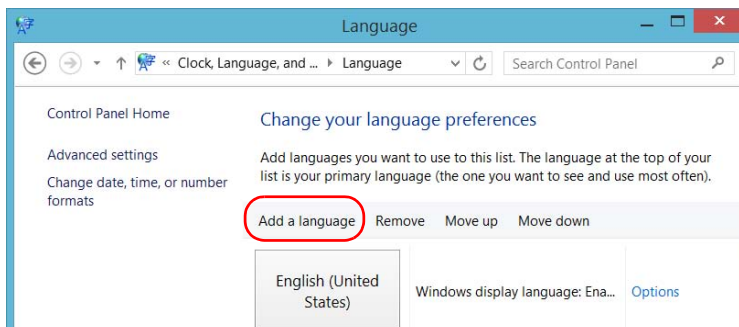 Language
« Clock, Language, and ... Language
Search Control Panel
Control Panel Home
Advanced settings
Change date, time, or number
formats
Change your language preferences
Add languages you want to use to this list. The language at the top of your
list is your primary language (the one you want to see and use most often).
Add a language Remove Move up Move down
English (United
States)
Windows display language: Ena...
Options